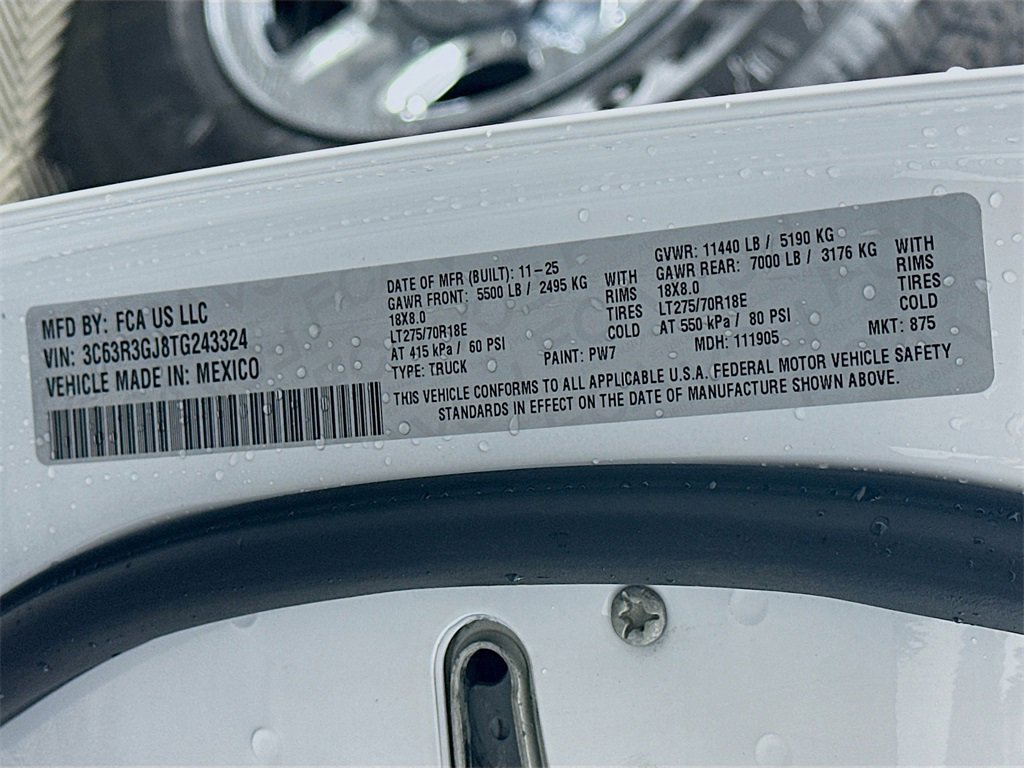 MFD BY: FCA US LLC
VIN: 3C63R3GJ8TG243324
VEHICLE MADE IN: MEXICO
DATE OF MFR (BUILT): 11-25
GAWR FRONT: 5500 LB / 2495 KG WITH
18X8.0 RIMS
LT275/70R18E TIRES
AT 415 kPa / 60 PSI COLD
TYPE: TRUCK PAINT: PW7
GVWR: 11440 LB / 5190 KG
GAWR REAR: 7000 LB / 3176 KG WITH
18X8.0 RIMS
LT275/70R18E TIRES
AT 550 kPa / 80 PSI COLD
MDH: 111905 MKT: 875
THIS VEHICLE CONFORMS TO ALL APPLICABLE U.S.A. FEDERAL MOTOR VEHICLE SAFETY
STANDARDS IN EFFECT ON THE DATE OF MANUFACTURE SHOWN ABOVE.